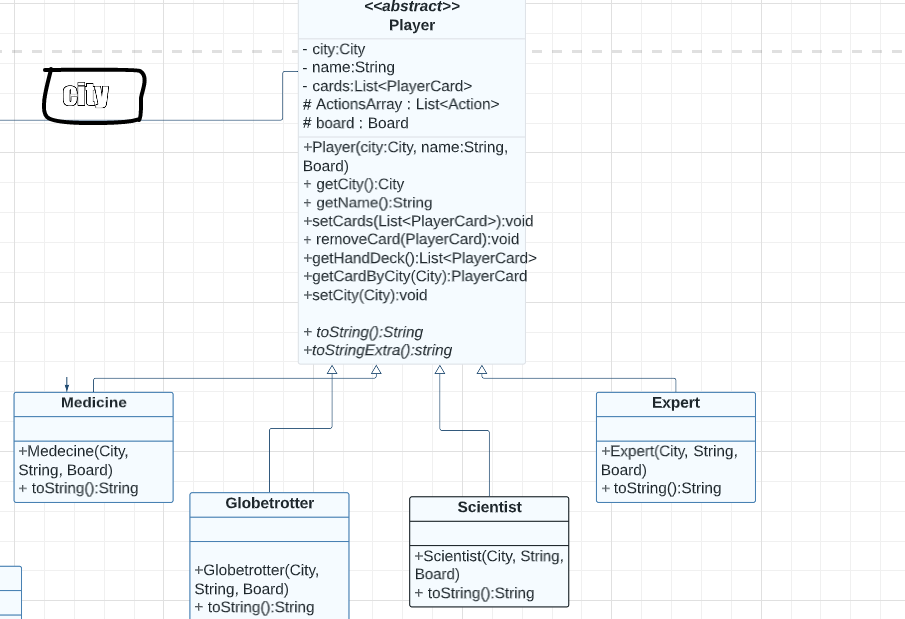 <<abstract>>
Player
- city:City
- name:String
- cards:List<PlayerCard>
# ActionsArray : List<Action>
# board : Board
+Player(city:City, name:String,
Board)
+ getCity():City
+ getName():String
+setCards(List<PlayerCard>):void
+ removeCard(PlayerCard):void
+getHandDeck():List<PlayerCard>
+getCardByCity(City):PlayerCard
+setCity(City):void
+ toString():String
+toStringExtra():string
city
Medicine
+Medecine(City,
String, Board)
+ toString():String
Globetrotter
+Globetrotter(City,
String, Board)
+ toString():String
Scientist
+Scientist(City, String,
Board)
+ toString():String
Expert
+Expert(City, String,
Board)
+ toString():String